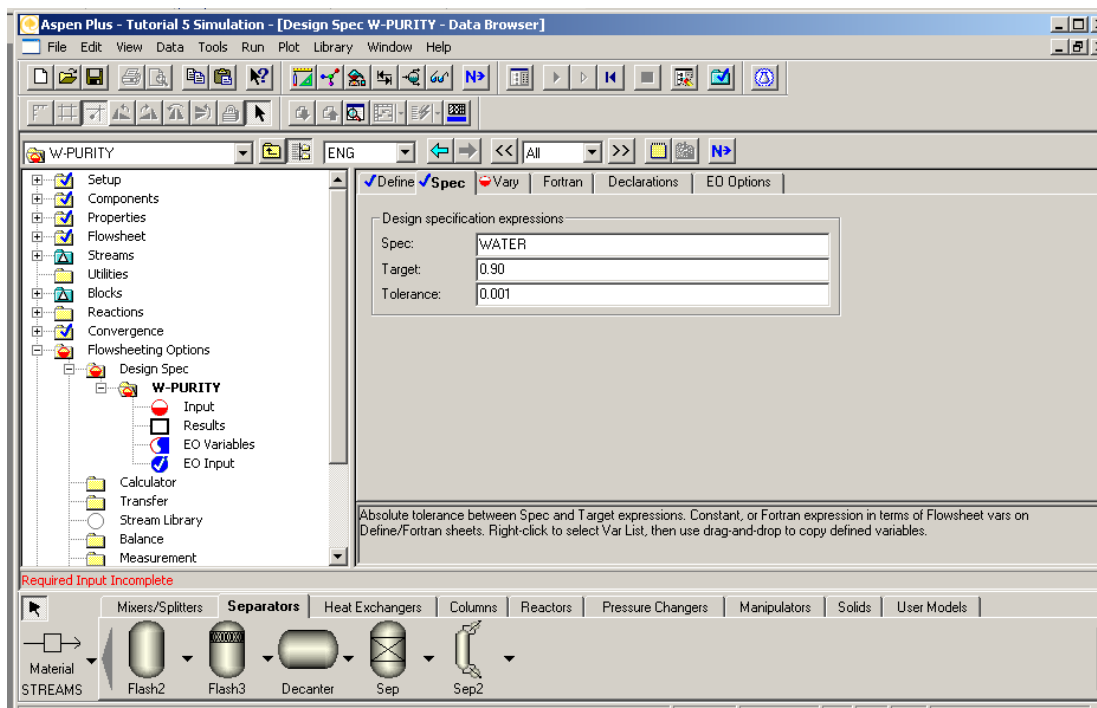 Aspen Plus - Tutorial 5 Simulation - [Design Spec W-PURITY - Data Browser]
File Edit View Data Tools Run Plot Library Window Help
N>
W-PURITY ENG << All >> N>
Setup
Components
Properties
Flowsheet
Streams
Utilities
Blocks
Reactions
Convergence
Flowsheeting Options
Design Spec
W-PURITY
Input
Results
EO Variables
EO Input
Calculator
Transfer
Stream Library
Balance
Measurement
Define Spec Vary Fortran Declarations EO Options
Design specification expressions
Spec: WATER
Target: 0.90
Tolerance: 0.001
Absolute tolerance between Spec and Target expressions. Constant, or Fortran expression in terms of Flowsheet vars on
Define/Fortran sheets. Right-click to select Var List, then use drag-and-drop to copy defined variables.
Required Input Incomplete
Mixers/Splitters Separators Heat Exchangers Columns Reactors Pressure Changers Manipulators Solids User Models
Material
STREAMS Flash2 Flash3 Decanter Sep Sep2